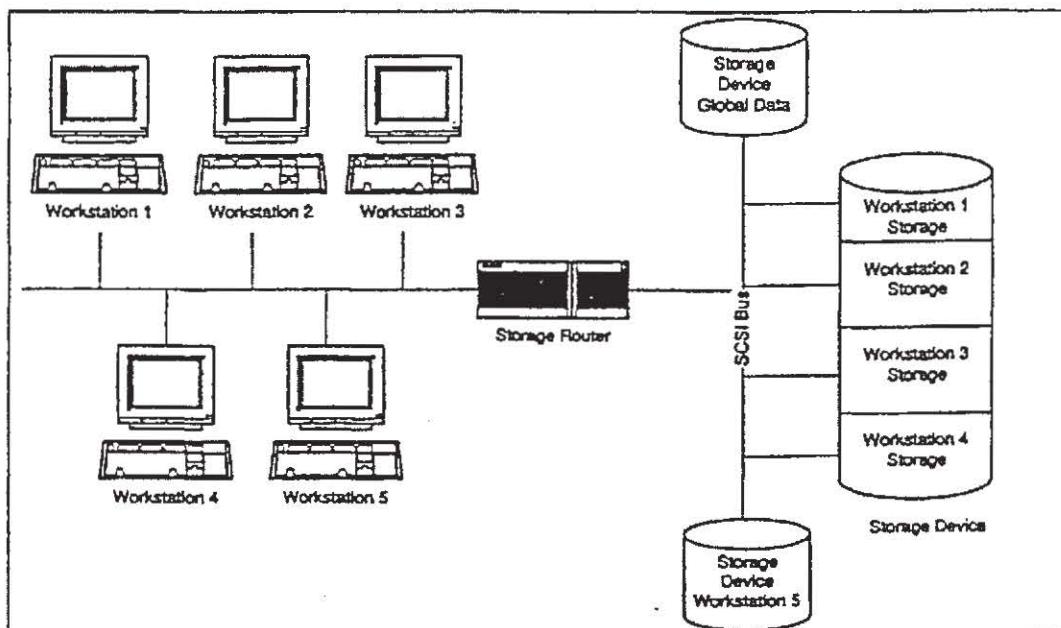 Workstation 1
Workstation 2
Workstation 3
Workstation 4
Workstation 5
Storage Router
SCSI Bus
Storage
Device
Global Data
Workstation 1
Storage
Workstation 2
Storage
Workstation 3
Storage
Workstation 4
Storage
Storage Device
Storage
Device
Workstation 5